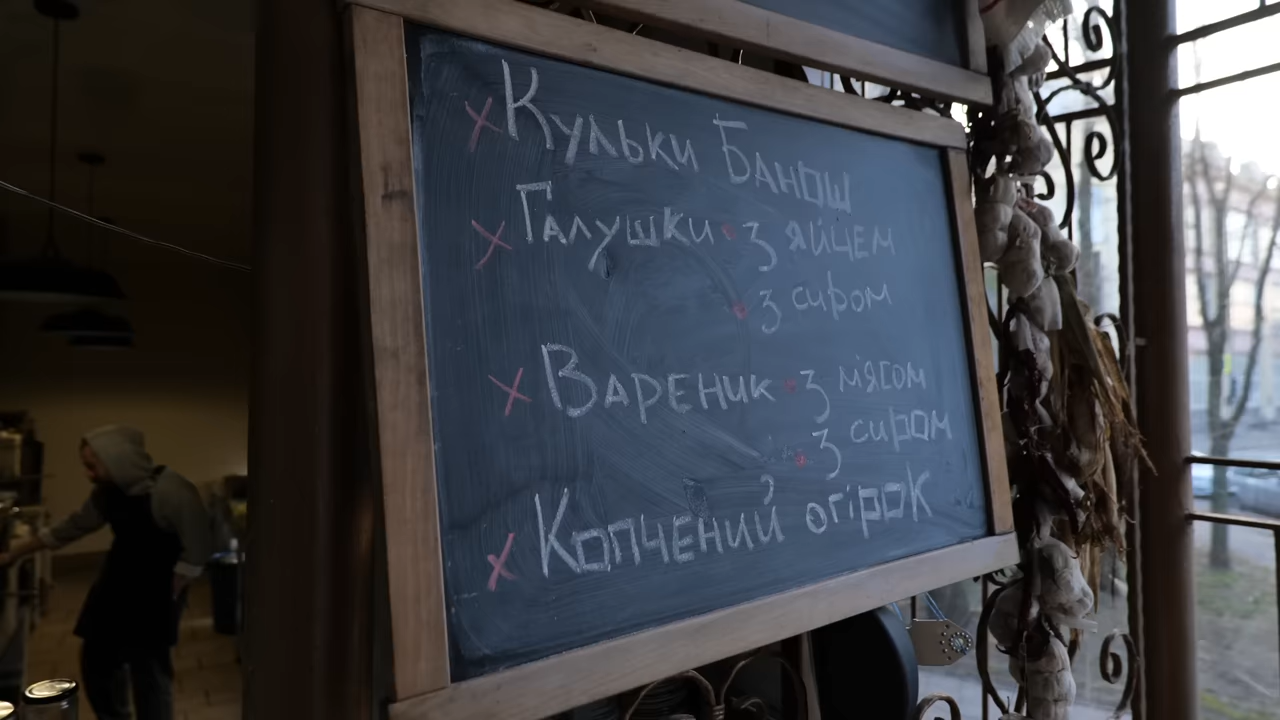 х Кульки Банош
х Галушки • з яйцем
• з сиром
х Вареник • з мясом
• з сиром
х Копчений огірок